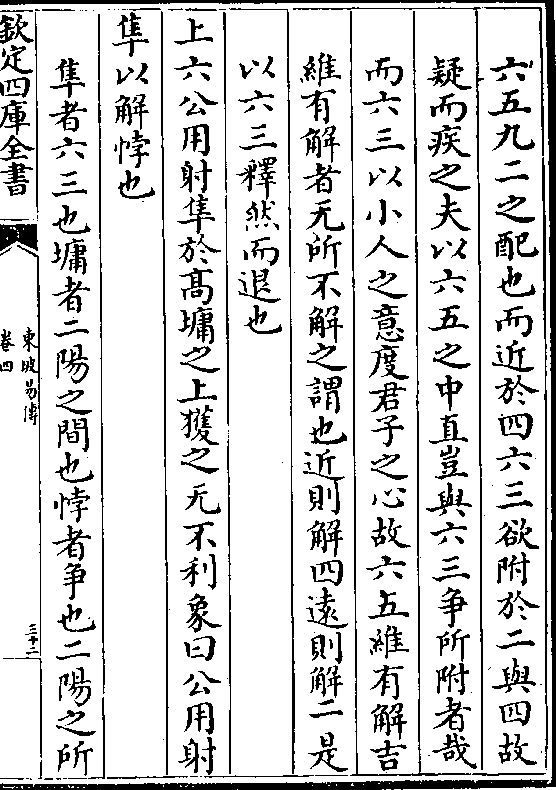 六五九二之配也而近於四六三欲附於二與四故
疑而疾之夫以六五之中直豈與六三爭所附者哉
而六三以小人之意度君子之心故六五維有解吉
維有解者无所不解之謂也近則解四遠則解二是
以六三釋然而退也
上六公用射隼於髙墉之上獲之无不利象曰公用射
隼以解悖也
隼者六三也墉者二陽之間也悖者争也二陽之所
欽定四庫全書
東坡易傳
卷四
三十二